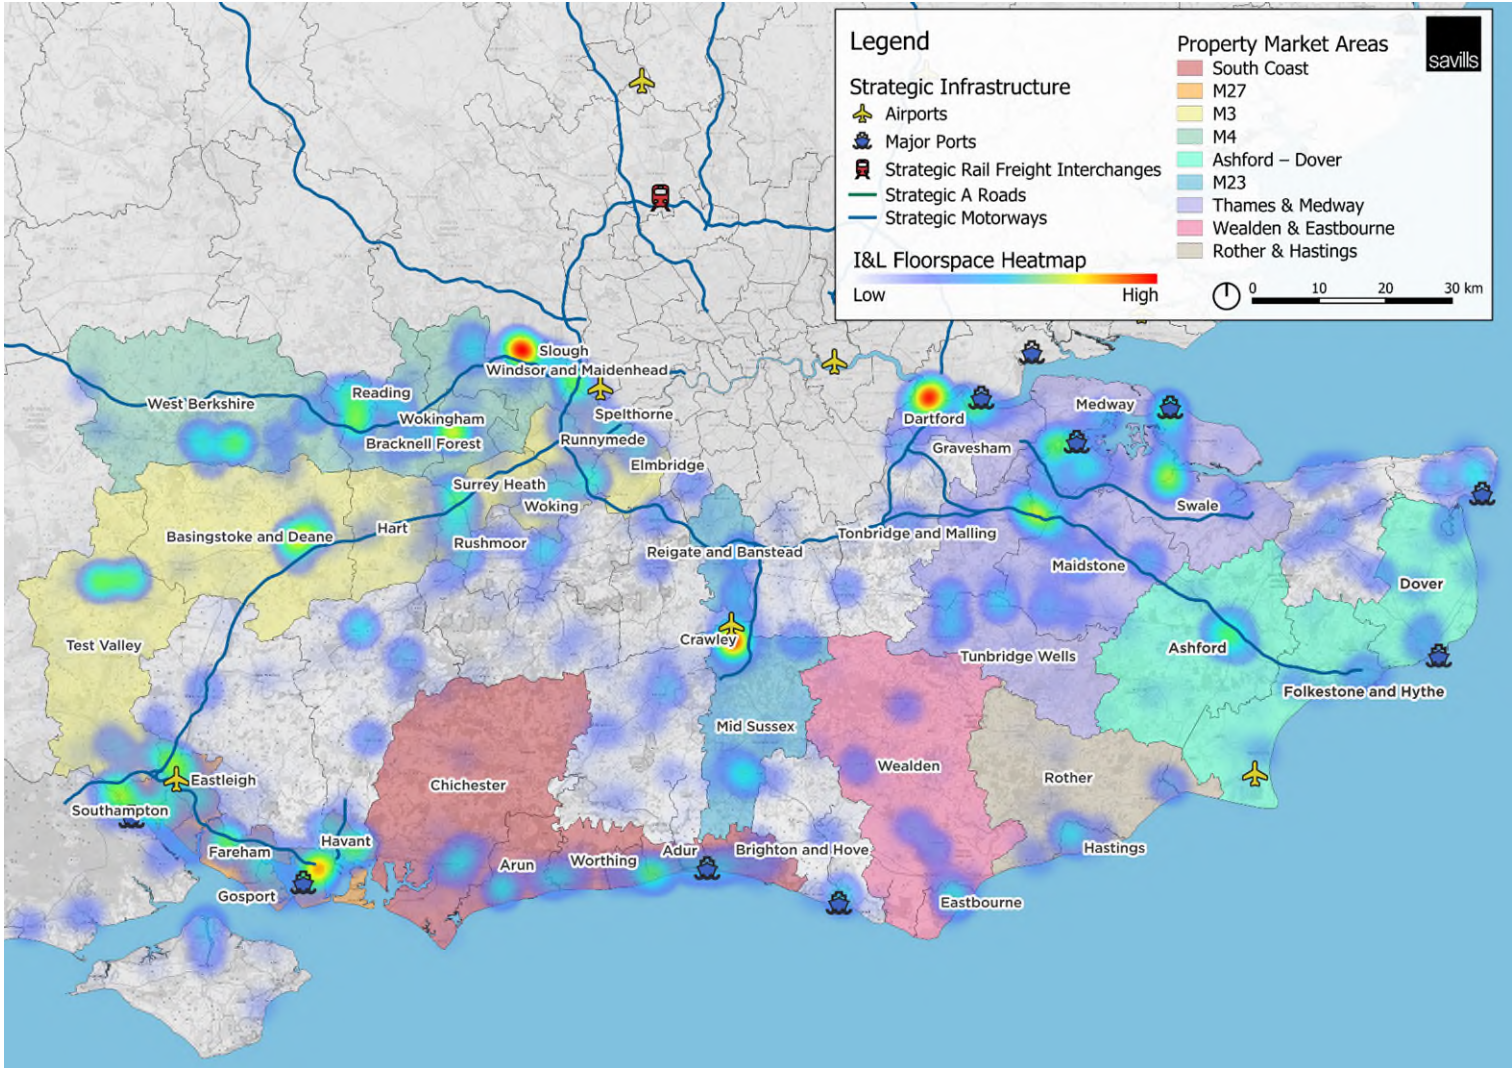 Legend
Strategic Infrastructure
Airports
Major Ports
Strategic Rail Freight Interchanges
Strategic A Roads
Strategic Motorways
I&L Floorspace Heatmap
Low
High
Property Market Areas
South Coast
M27
M3
M4
Ashford – Dover
M23
Thames & Medway
Wealden & Eastbourne
Rother & Hastings
savills
0 10 20 30 km
Slough
Windsor and Maidenhead
Reading
West Berkshire
Wokingham
Bracknell Forest
Spelthorne
Runnymede
Elmbridge
Surrey Heath
Woking
Hart
Basingstoke and Deane
Rushmoor
Reigate and Banstead
Dartford
Medway
Gravesham
Swale
Tonbridge and Malling
Maidstone
Dover
Test Valley
Crawley
Tunbridge Wells
Ashford
Folkestone and Hythe
Mid Sussex
Wealden
Rother
Chichester
Eastleigh
Southampton
Havant
Fareham
Gosport
Arun
Worthing
Adur
Brighton and Hove
Hastings
Eastbourne